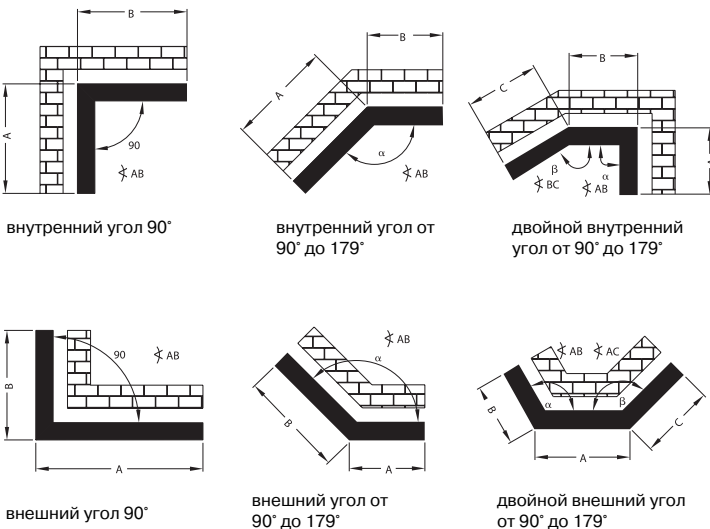 B
A
90
∡ AB
внутренний угол 90˚
A
B
α
∡ AB
внутренний угол от
90˚ до 179˚
C
B
A
β
α
∡ BC
∡ AB
двойной внутренний
угол от 90˚ до 179˚
B
90
∡ AB
A
внешний угол 90˚
∡ AB
α
B
A
внешний угол от
90˚ до 179˚
∡ AB
∡ AC
α
β
B
C
A
двойной внешний угол
от 90˚ до 179˚